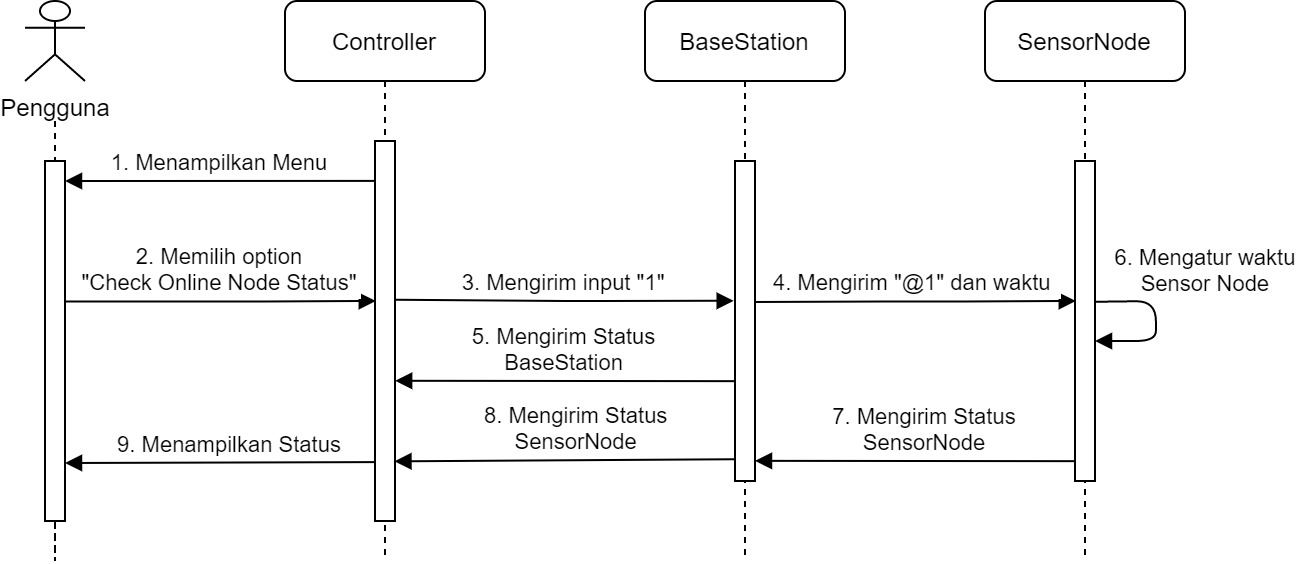 Pengguna
Controller
BaseStation
SensorNode
1. Menampilkan Menu
2. Memilih option
"Check Online Node Status"
3. Mengirim input "1"
4. Mengirim "@1" dan waktu
5. Mengirim Status
BaseStation
6. Mengatur waktu
Sensor Node
7. Mengirim Status
SensorNode
8. Mengirim Status
SensorNode
9. Menampilkan Status